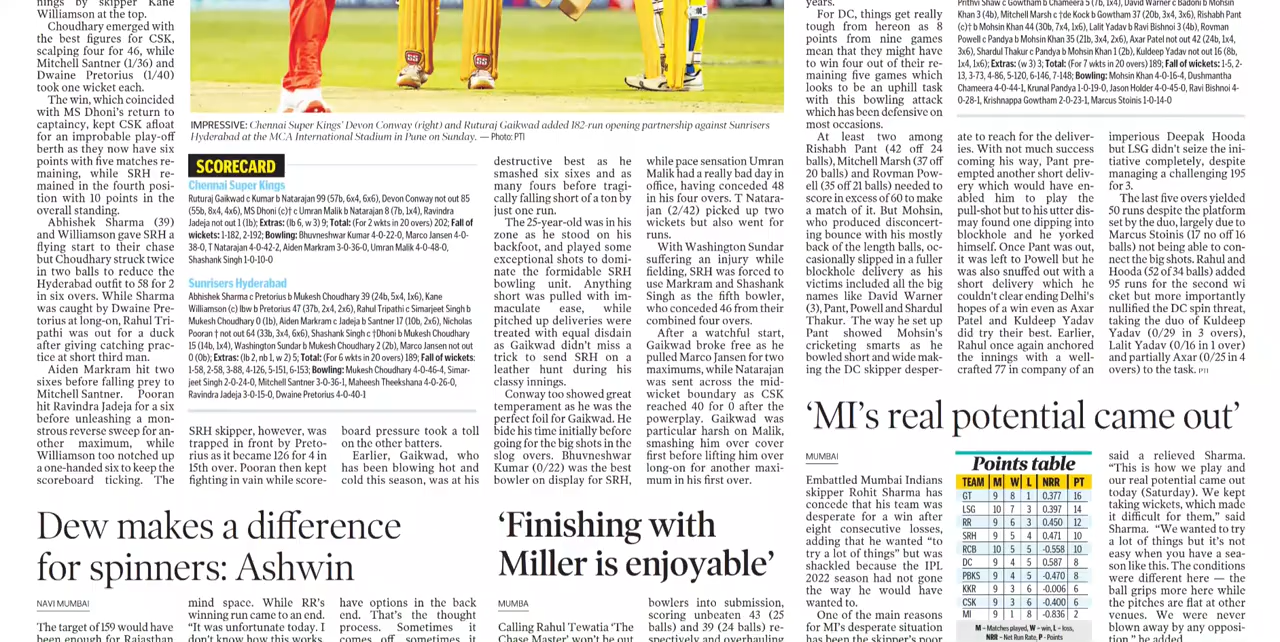 nings by skipper Kane
Williamson at the top.
Choudhary emerged with
the best figures for CSK,
scalping four for 46, while
Mitchell Santner (1/36) and
Dwaine Pretorius (1/40)
took one wicket each.
The win, which coincided
with MS Dhoni's return to
captaincy, kept CSK afloat
for an improbable play-off
berth as they now have six
points with five matches re-
maining, while SRH re-
mained in the fourth posi-
tion with 10 points in the
overall standing.
Abhishek Sharma (39)
and Williamson gave SRH a
flying start to their chase
but Choudhary struck twice
in two balls to reduce the
Hyderabad outfit to 58 for 2
in six overs. While Sharma
was caught by Dwaine Pre-
torius at long-on, Rahul Tri-
pathi was out for a duck
after giving catching prac-
tice at short third man.
Aiden Markram hit two
sixes before falling prey to
Mitchell Santner. Pooran
hit Ravindra Jadeja for a six
before unleashing a mon-
strous reverse sweep for an-
other maximum, while
Williamson too notched up
a one-handed six to keep the
scoreboard ticking. The
IMPRESSIVE: Chennai Super Kings' Devon Conway (right) and Ruturaj Gaikwad added 182-run opening partnership against Sunrisers
Hyderabad at the MCA International Stadium in Pune on Sunday. — Photo: PTI
SCORECARD
Chennai Super Kings
Ruturaj Gaikwad c Kumar b Natarajan 99 (57b, 6x4, 6x6), Devon Conway not out 85
(55b, 8x4, 4x6), MS Dhoni (c)† c Umran Malik b Natarajan 8 (7b, 1x4), Ravindra
Jadeja not out 1 (1b); Extras: (lb 6, w 3) 9; Total: (For 2 wkts in 20 overs) 202; Fall of
wickets: 1-182, 2-192; Bowling: Bhuvneshwar Kumar 4-0-22-0, Marco Jansen 4-0-
38-0, T Natarajan 4-0-42-2, Aiden Markram 3-0-36-0, Umran Malik 4-0-48-0,
Shashank Singh 1-0-10-0
Sunrisers Hyderabad
Abhishek Sharma c Pretorius b Mukesh Choudhary 39 (24b, 5x4, 1x6), Kane
Williamson (c) lbw b Pretorius 47 (37b, 2x4, 2x6), Rahul Tripathi c Simarjeet Singh b
Mukesh Choudhary 0 (1b), Aiden Markram c Jadeja b Santner 17 (10b, 2x6), Nicholas
Pooran † not out 64 (33b, 3x4, 6x6), Shashank Singh c †Dhoni b Mukesh Choudhary
15 (14b, 1x4), Washington Sundar b Mukesh Choudhary 2 (2b), Marco Jansen not out
0 (0b); Extras: (lb 2, nb 1, w 2) 5; Total: (For 6 wkts in 20 overs) 189; Fall of wickets:
1-58, 2-58, 3-88, 4-126, 5-151, 6-153; Bowling: Mukesh Choudhary 4-0-46-4, Simar-
jeet Singh 2-0-24-0, Mitchell Santner 3-0-36-1, Maheesh Theekshana 4-0-26-0,
Ravindra Jadeja 3-0-15-0, Dwaine Pretorius 4-0-40-1
SRH skipper, however, was
trapped in front by Preto-
rius as it became 126 for 4 in
15th over. Pooran then kept
fighting in vain while score-
board pressure took a toll
on the other batters.
Earlier, Gaikwad, who
has been blowing hot and
cold this season, was at his
destructive best as he
smashed six sixes and as
many fours before tragi-
cally falling short of a ton by
just one run.
The 25-year-old was in his
zone as he stood on his
backfoot, and played some
exceptional shots to domi-
nate the formidable SRH
bowling unit. Anything
short was pulled with im-
maculate ease, while
pitched up deliveries were
treated with equal disdain
as Gaikwad didn't miss a
trick to send SRH on a
leather hunt during his
classy innings.
Conway too showed great
temperament as he was the
perfect foil for Gaikwad. He
bide his time initially before
going for the big shots in the
slog overs. Bhuvneshwar
Kumar (0/22) was the best
bowler on display for SRH,
while pace sensation Umran
Malik had a really bad day in
office, having conceded 48
in his four overs. T Natara-
jan (2/42) picked up two
wickets but also went for
runs.
With Washington Sundar
suffering an injury while
fielding, SRH was forced to
use Markram and Shashank
Singh as the fifth bowler,
who conceded 46 from their
combined four overs.
After a watchful start,
Gaikwad broke free as he
pulled Marco Jansen for two
maximums, while Natarajan
was sent across the mid-
wicket boundary as CSK
reached 40 for 0 after the
powerplay. Gaikwad was
particular harsh on Malik,
smashing him over cover
first before lifting him over
long-on for another maxi-
mum in his first over.
years.
For DC, things get really
tough from hereon as 8
points from nine games
mean that they might have
to win four out of their re-
maining five games which
looks to be an uphill task
with this bowling attack
which has been defensive on
most occasions.
At least two among
Rishabh Pant (42 off 24
balls), Mitchell Marsh (37 off
20 balls) and Rovman Pow-
ell (35 off 21 balls) needed to
score in excess of 60 to make
a match of it. But Mohsin,
who produced disconcert-
ing bounce with his mostly
back of the length balls, oc-
casionally slipped in a fuller
blockhole delivery as his
victims included all the big
names like David Warner
(3), Pant, Powell and Shardul
Thakur. The way he set up
Pant showed Mohsin's
cricketing smarts as he
bowled short and wide mak-
ing the DC skipper desper-
Prithvi Shaw c Gowtham b Chameera 5 (7b, 1x4), David Warner c Badoni b Mohsin
Khan 3 (4b), Mitchell Marsh c †de Kock b Gowtham 37 (20b, 3x4, 3x6), Rishabh Pant
(c)† b Mohsin Khan 44 (30b, 7x4, 1x6), Lalit Yadav b Ravi Bishnoi 3 (4b), Rovman
Powell c Pandya b Mohsin Khan 35 (21b, 3x4, 2x6), Axar Patel not out 42 (24b, 1x4,
3x6), Shardul Thakur c Pandya b Mohsin Khan 1 (2b), Kuldeep Yadav not out 16 (8b,
1x4, 1x6); Extras: (w 3) 3; Total: (For 7 wkts in 20 overs) 189; Fall of wickets: 1-5, 2-
13, 3-73, 4-86, 5-120, 6-146, 7-148; Bowling: Mohsin Khan 4-0-16-4, Dushmantha
Chameera 4-0-44-1, Krunal Pandya 1-0-19-0, Jason Holder 4-0-45-0, Ravi Bishnoi 4-
0-28-1, Krishnappa Gowtham 2-0-23-1, Marcus Stoinis 1-0-14-0
ate to reach for the deliver-
ies. With not much success
coming his way, Pant pre-
empted another short deliv-
ery which would have en-
abled him to play the
pull-shot but to his utter dis-
may found one dipping into
blockhole and he yorked
himself. Once Pant was out,
it was left to Powell but he
was also snuffed out with a
short delivery which he
couldn't clear ending Delhi's
hopes of a win even as Axar
Patel and Kuldeep Yadav
did try their best. Earlier,
Rahul once again anchored
the innings with a well-
crafted 77 in company of an
imperious Deepak Hooda
but LSG didn't seize the ini-
tiative completely, despite
managing a challenging 195
for 3.
The last five overs yielded
50 runs despite the platform
set by the duo, largely due to
Marcus Stoinis (17 no off 16
balls) not being able to con-
nect the big shots. Rahul and
Hooda (52 of 34 balls) added
95 runs for the second wi
cket but more importantly
nullified the DC spin threat,
taking the duo of Kuldeep
Yadav (0/29 in 3 overs),
Lalit Yadav (0/16 in 1 over)
and partially Axar (0/25 in 4
overs) to the task. PTI
Dew makes a difference
for spinners: Ashwin
NAVI MUMBAI
The target of 159 would have
been enough for Rajasthan
mind space. While RR's
winning run came to an end.
"It was unfortunate today. I
don't know how this works
have options in the back
end. That's the thought
process. Sometimes it
comes off, sometimes it
'Finishing with
Miller is enjoyable'
MUMBA
Calling Rahul Tewatia 'The
Chase Master' won't be out
bowlers into submission,
scoring unbeaten 43 (25
balls) and 39 (24 balls) re-
spectively and overhauling
'MI's real potential came out'
MUMBAI
Embattled Mumbai Indians
skipper Rohit Sharma has
concede that his team was
desperate for a win after
eight consecutive losses,
adding that he wanted "to
try a lot of things" but was
shackled because the IPL
2022 season had not gone
the way he would have
wanted to.
One of the main reasons
for MI's desperate situation
has been the skipper's poor
Points table
TEAM M W L NRR PT
GT 9 8 1 0.377 16
LSG 10 7 3 0.397 14
RR 9 6 3 0.450 12
SRH 9 5 4 0.471 10
RCB 10 5 5 -0.558 10
DC 9 4 5 0.587 8
PBKS 9 4 5 -0.470 8
KKR 9 3 6 -0.006 6
CSK 9 3 6 -0.400 6
MI 9 1 8 -0.836 2
M – Matches played, W – win, L – loss,
NRR – Net Run Rate, P - Points
said a relieved Sharma.
"This is how we play and
our real potential came out
today (Saturday). We kept
taking wickets, which made
it difficult for them," said
Sharma. "We wanted to try
a lot of things but it's not
easy when you have a sea-
son like this. The conditions
were different here — the
ball grips more here while
the pitches are flat at other
venues. We were never
blown away by any opposi-
tion," he added.